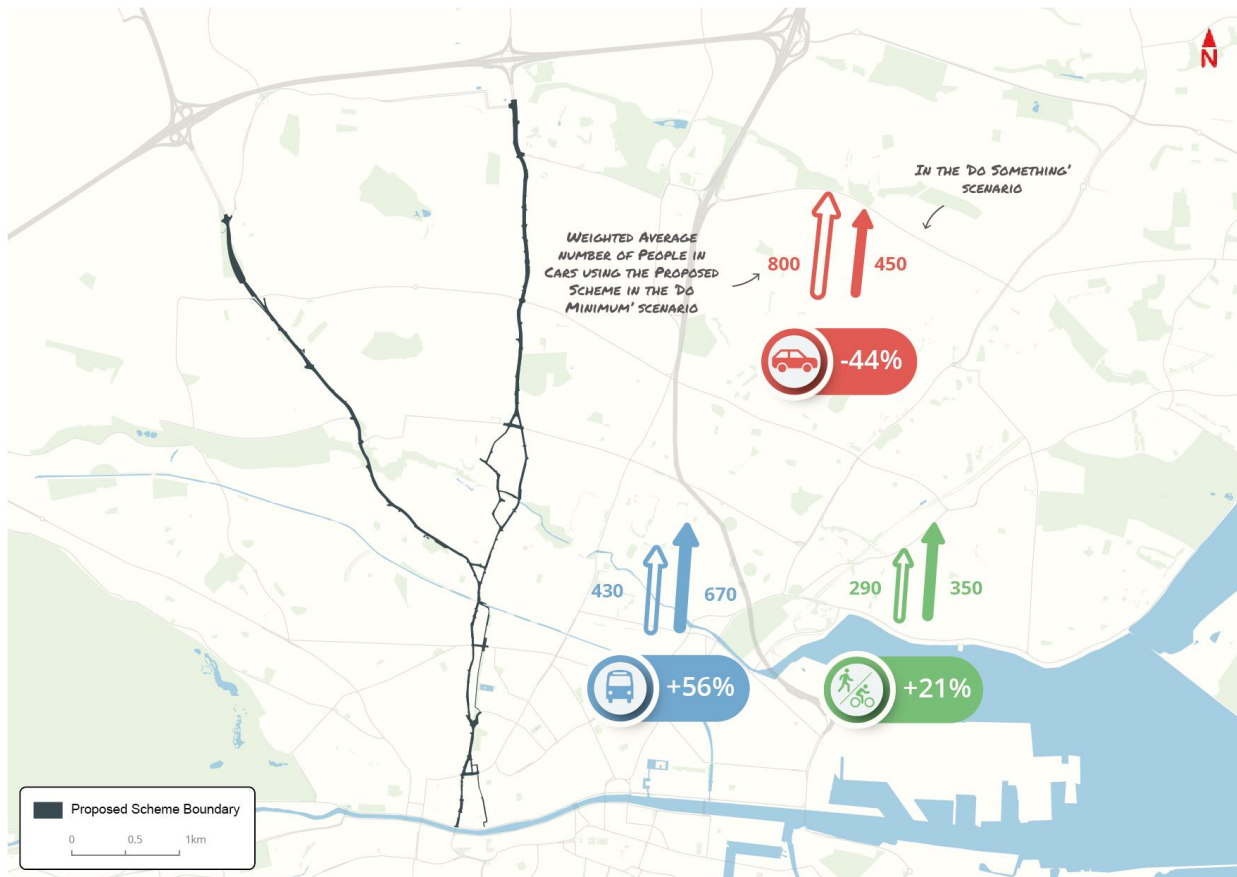 N
IN THE 'DO SOMETHING'
SCENARIO
WEIGHTED AVERAGE
NUMBER OF PEOPLE IN
CARS USING THE PROPOSED
SCHEME IN THE 'DO
MINIMUM' SCENARIO
800
450
-44%
430
670
290
350
+56%
+21%
Proposed Scheme Boundary
0 0.5 1km